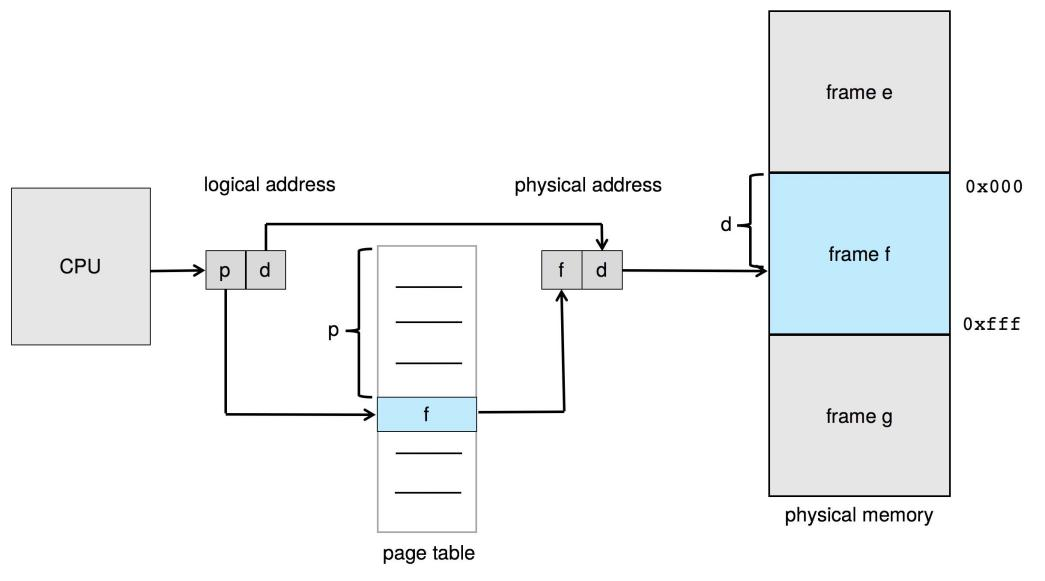 frame e
logical address
physical address
0x000
CPU
p
d
f
d
d
frame f
p
0xfff
f
frame g
physical memory
page table